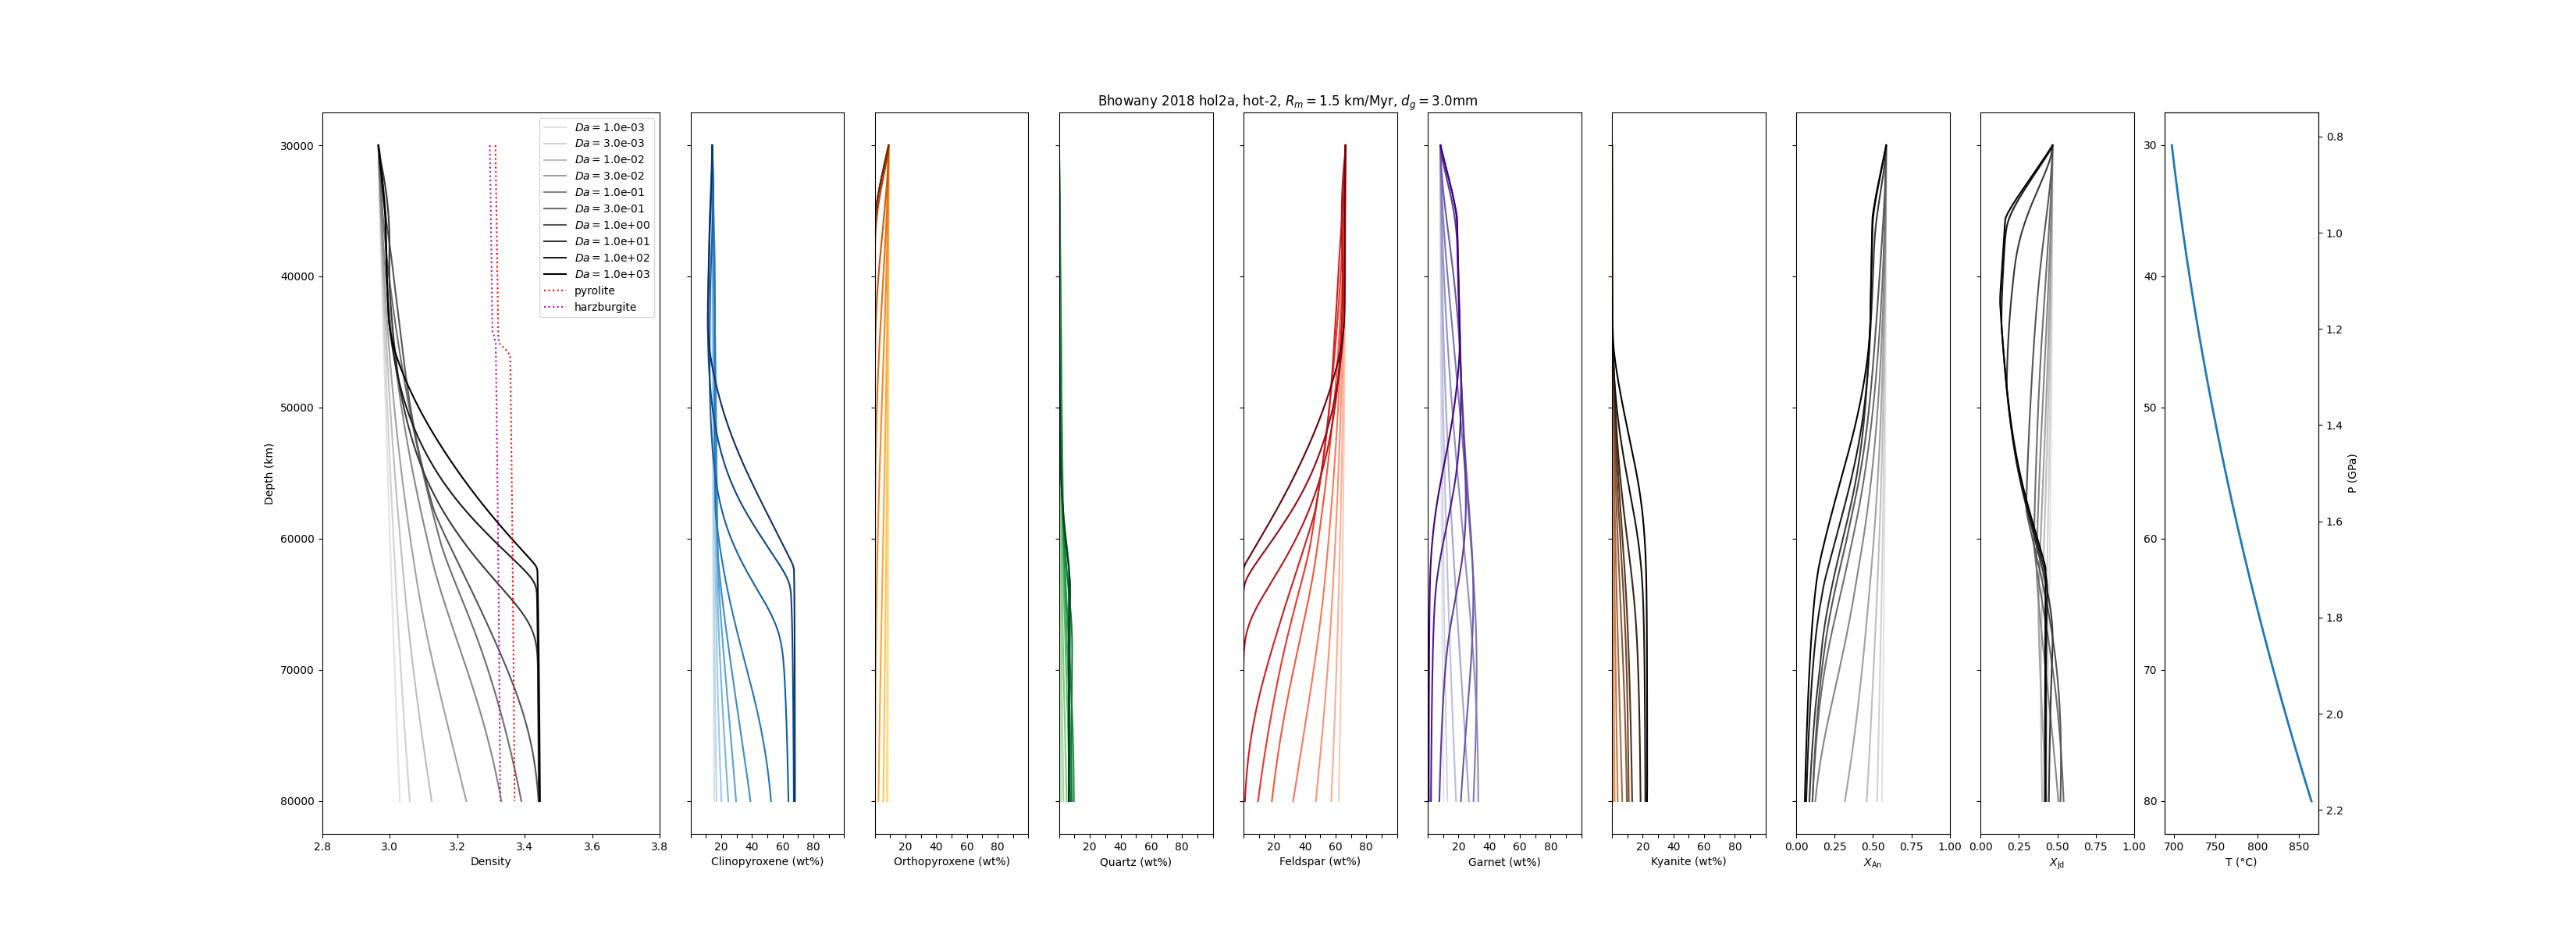 Bhowany 2018 hol2a, hot-2, R_m = 1.5 km/Myr, d_g = 3.0mm
Da = 1.0e-03
Da = 3.0e-03
Da = 1.0e-02
Da = 3.0e-02
Da = 1.0e-01
Da = 3.0e-01
Da = 1.0e+00
Da = 1.0e+01
Da = 1.0e+02
Da = 1.0e+03
pyrolite
harzburgite
Depth (km)
30000
40000
50000
60000
70000
80000
2.8 3.0 3.2 3.4 3.6 3.8
Density
20 40 60 80
Clinopyroxene (wt%)
20 40 60 80
Orthopyroxene (wt%)
20 40 60 80
Quartz (wt%)
20 40 60 80
Feldspar (wt%)
20 40 60 80
Garnet (wt%)
20 40 60 80
Kyanite (wt%)
0.00 0.25 0.50 0.75 1.00
X_An
0.00 0.25 0.50 0.75 1.00
X_Jd
30
40
50
60
70
80
700 750 800 850
T (°C)
0.8
1.0
1.2
1.4
1.6
1.8
2.0
2.2
P (GPa)